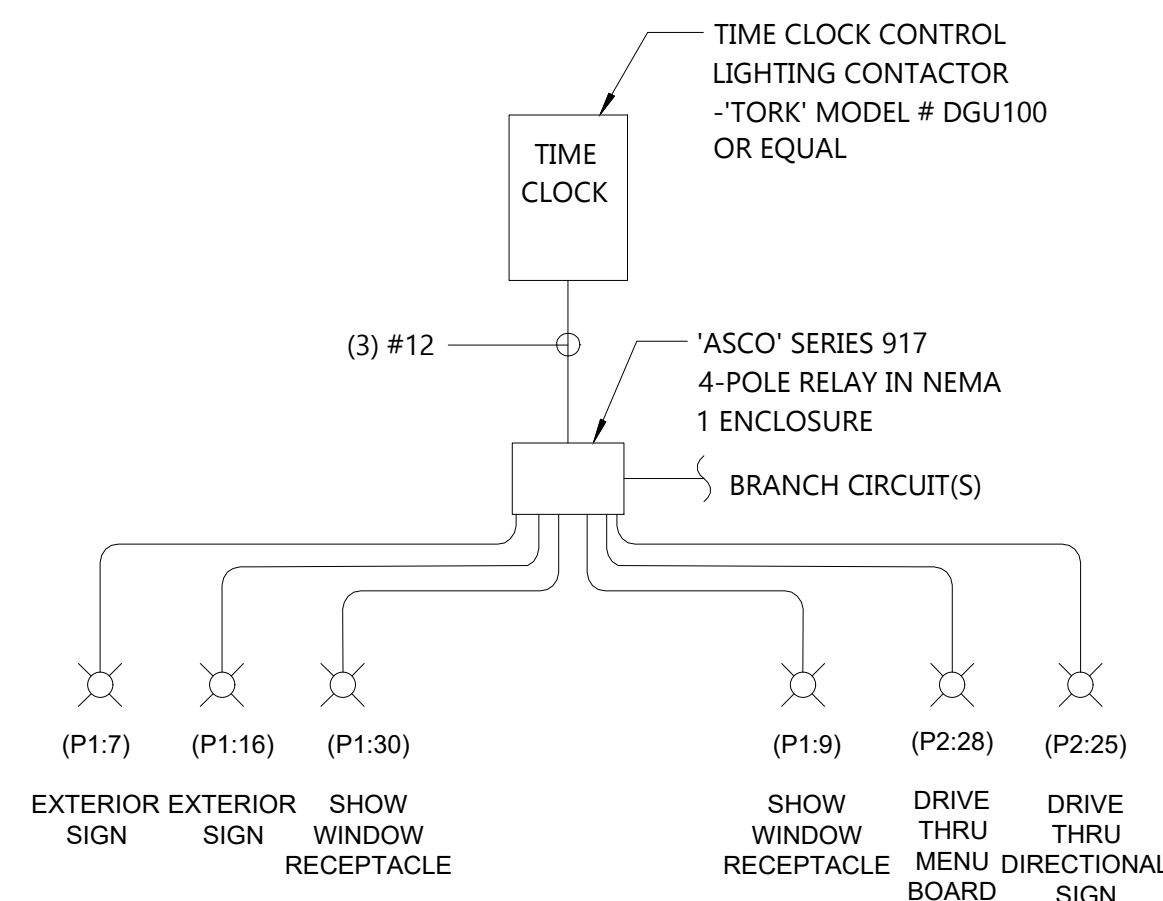 TIME CLOCK CONTROL
LIGHTING CONTACTOR
-'TORK' MODEL # DGU100
OR EQUAL
TIME
CLOCK
(3) #12
'ASCO' SERIES 917
4-POLE RELAY IN NEMA
1 ENCLOSURE
BRANCH CIRCUIT(S)
(P1:7)
EXTERIOR
SIGN
(P1:16)
EXTERIOR
SIGN
(P1:30)
SHOW
WINDOW
RECEPTACLE
(P1:9)
SHOW
WINDOW
RECEPTACLE
(P2:28)
DRIVE
THRU
MENU
BOARD
(P2:25)
DRIVE
THRU
DIRECTIONAL
SIGN